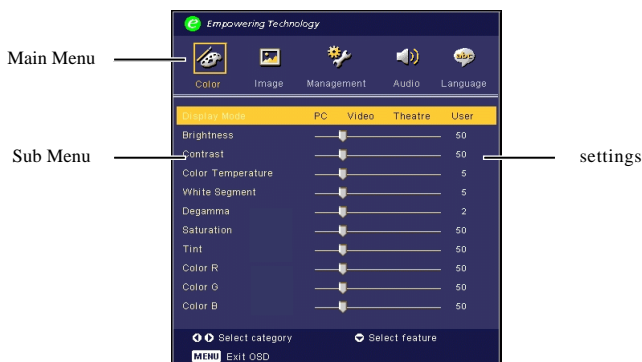 e Empowering Technology
Main Menu
Color Image Management Audio Language
abc
Display Mode PC Video Theatre User
Brightness 50
Sub Menu
Contrast 50
settings
Color Temperature 5
White Segment 5
Degamma 2
Saturation 50
Tint 50
Color R 50
Color G 50
Color B 50
Select category Select feature
MENU Exit OSD